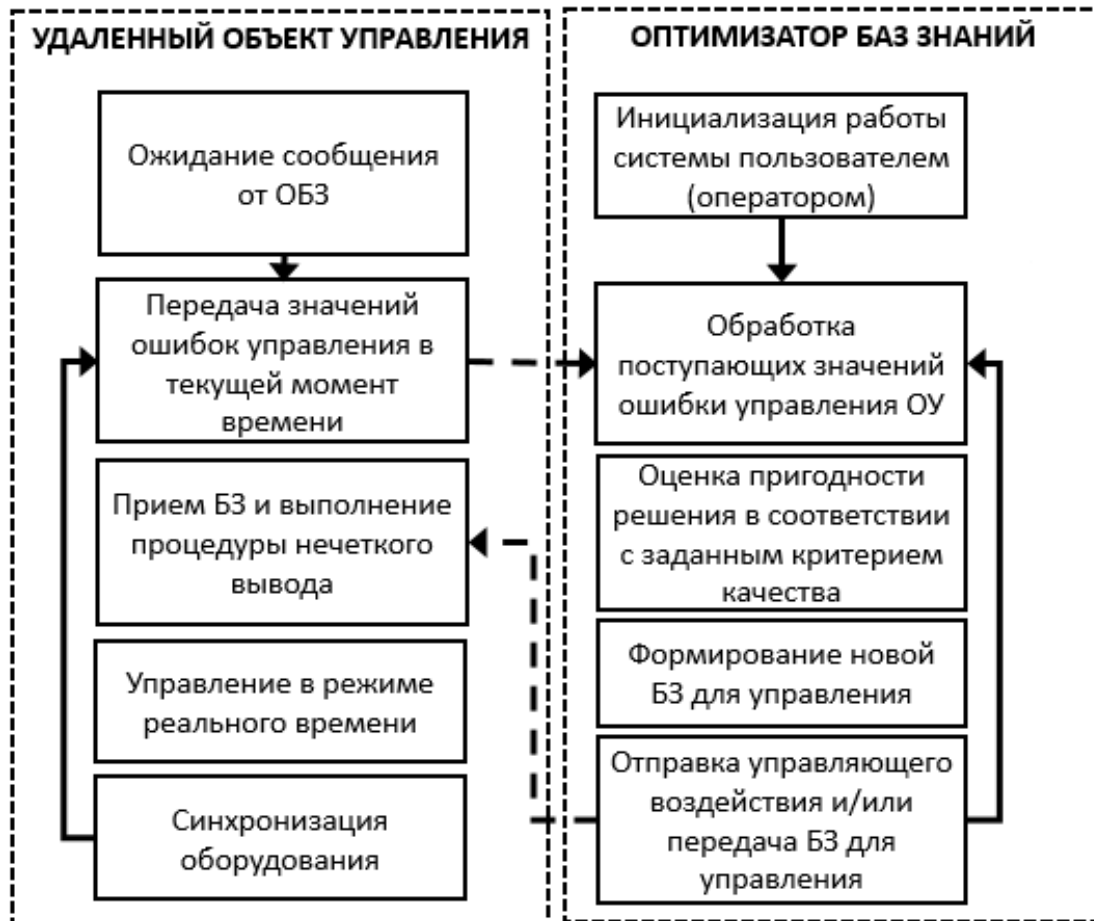 УДАЛЕННЫЙ ОБЪЕКТ УПРАВЛЕНИЯ
Ожидание сообщения
от ОБЗ
Передача значений
ошибок управления в
текущей момент
времени
Прием БЗ и выполнение
процедуры нечеткого
вывода
Управление в режиме
реального времени
Синхронизация
оборудования
ОПТИМИЗАТОР БАЗ ЗНАНИЙ
Инициализация работы
системы пользователем
(оператором)
Обработка
поступающих значений
ошибки управления ОУ
Оценка пригодности
решения в соответствии
с заданным критерием
качества
Формирование новой
БЗ для управления
Отправка управляющего
воздействия и/или
передача БЗ для
управления